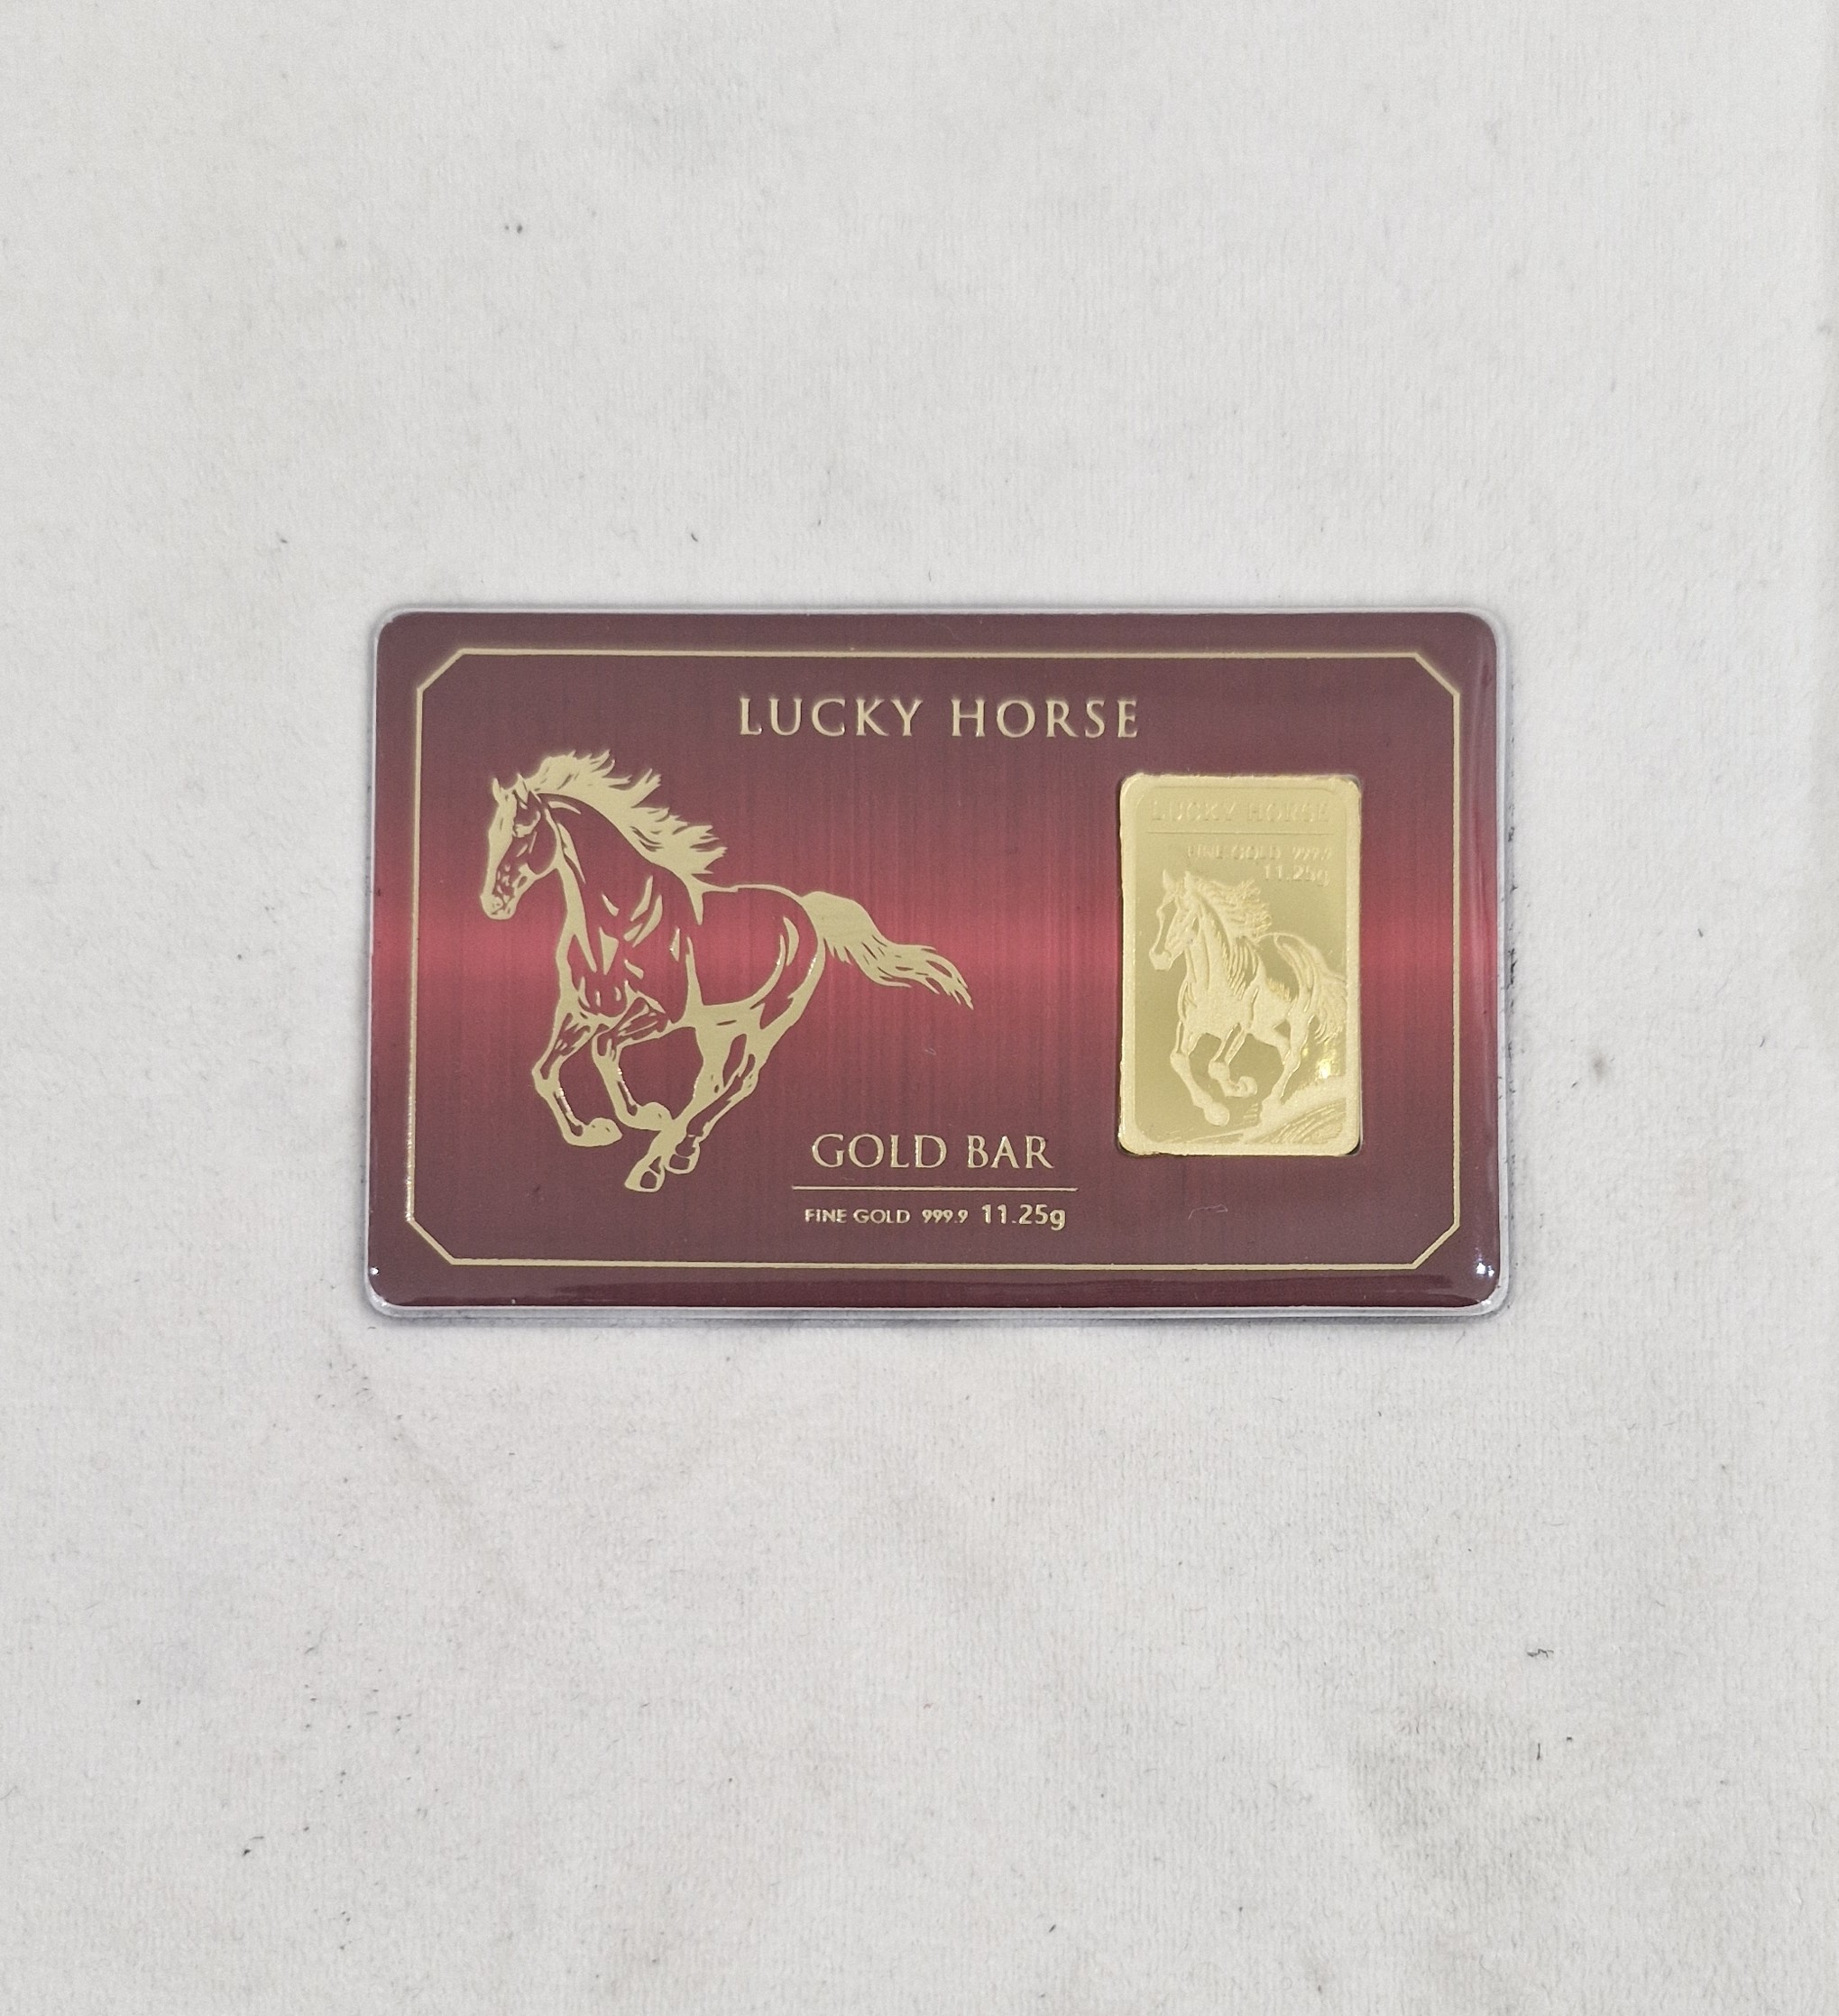 LUCKY HORSE
LUCKY HORSE
FINE GOLD 999.9
11.25g
GOLD BAR
FINE GOLD 999.9 11.25g